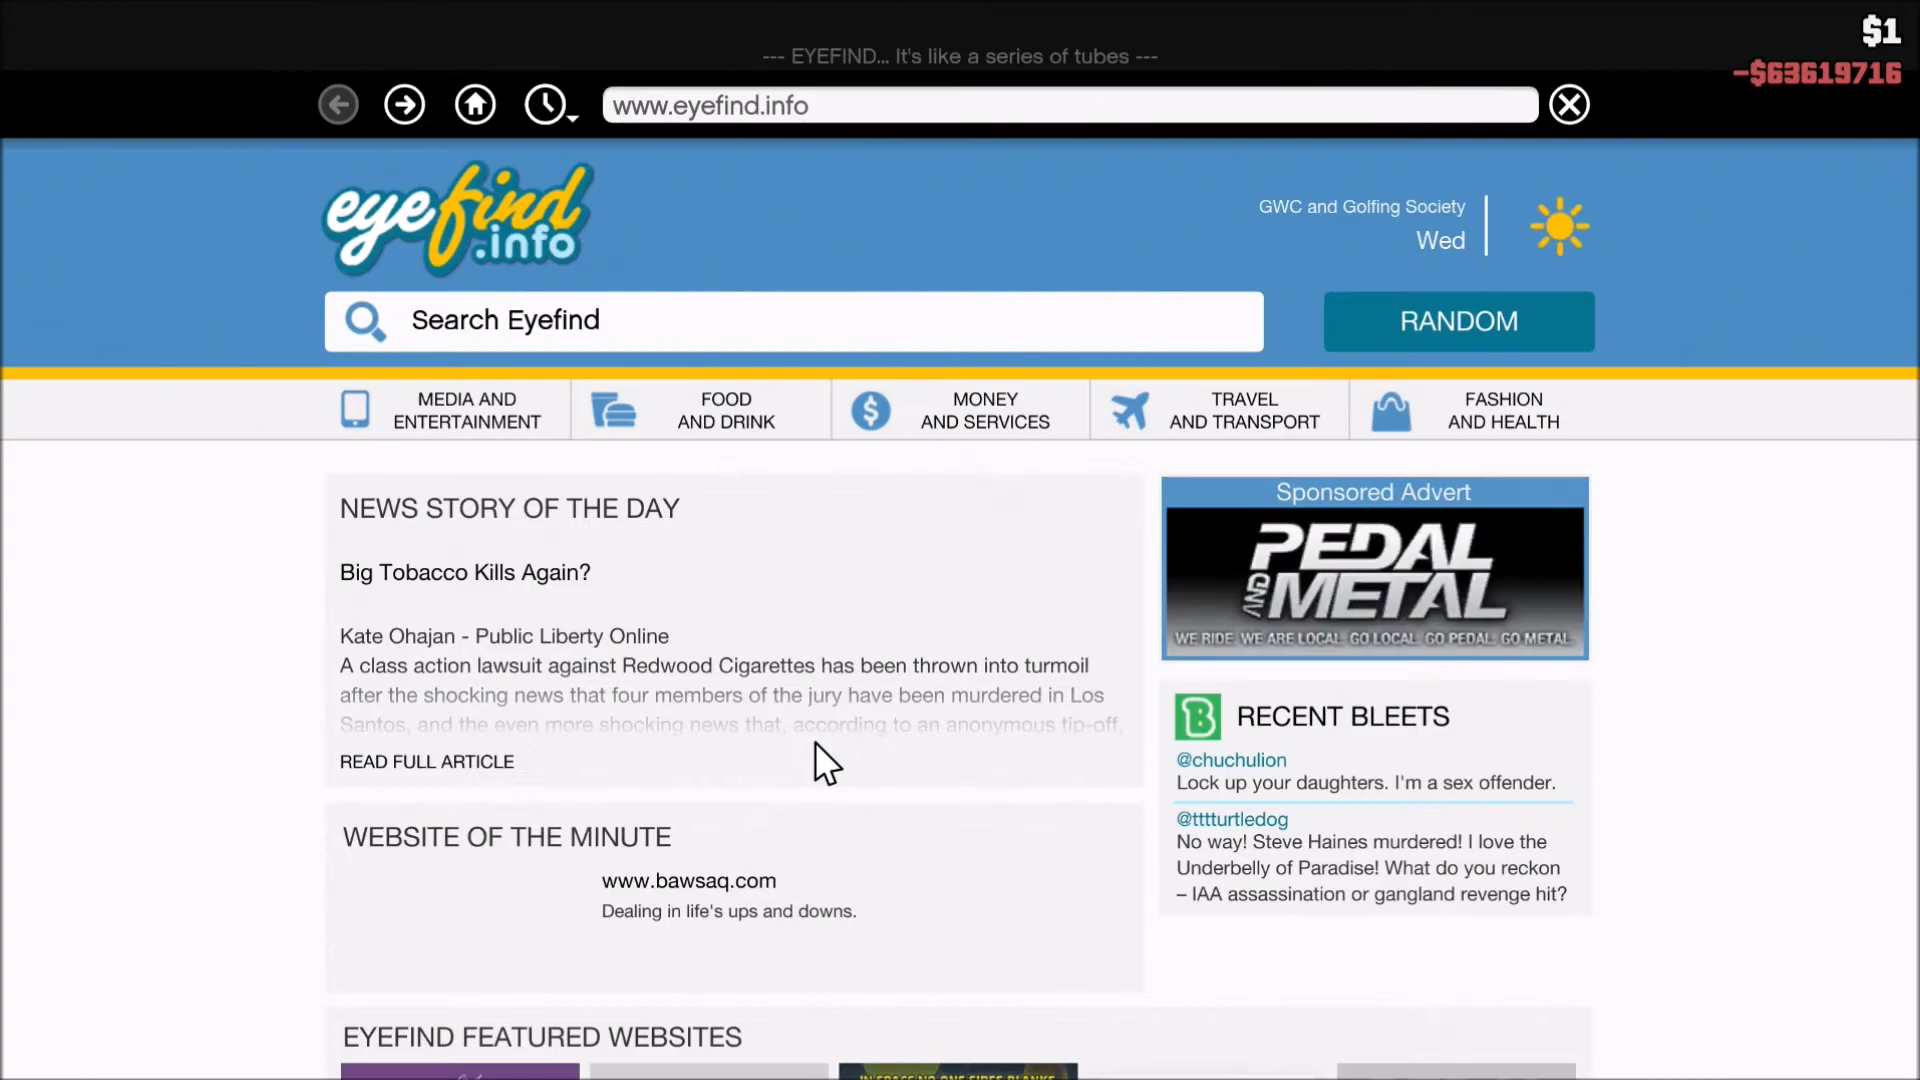 $1
--- EYEFIND... It's like a series of tubes ---
-$63619716
www.eyefind.info
eyefind
.info
GWC and Golfing Society
Wed
Search Eyefind
RANDOM
MEDIA AND
ENTERTAINMENT
FOOD
AND DRINK
MONEY
AND SERVICES
TRAVEL
AND TRANSPORT
FASHION
AND HEALTH
NEWS STORY OF THE DAY
Big Tobacco Kills Again?
Kate Ohajan - Public Liberty Online
A class action lawsuit against Redwood Cigarettes has been thrown into turmoil
after the shocking news that four members of the jury have been murdered in Los
Santos, and the even more shocking news that, according to an anonymous tip-off,
READ FULL ARTICLE
Sponsored Advert
PEDAL
AND METAL
WE RIDE. WE ARE LOCAL. GO LOCAL. GO PEDAL. GO METAL.
B RECENT BLEETS
@chuchulion
Lock up your daughters. I'm a sex offender.
@tttturtledog
No way! Steve Haines murdered! I love the
Underbelly of Paradise! What do you reckon
– IAA assassination or gangland revenge hit?
WEBSITE OF THE MINUTE
www.bawsaq.com
Dealing in life's ups and downs.
EYEFIND FEATURED WEBSITES
IN SPACE NO ONE FIRES BLANKS